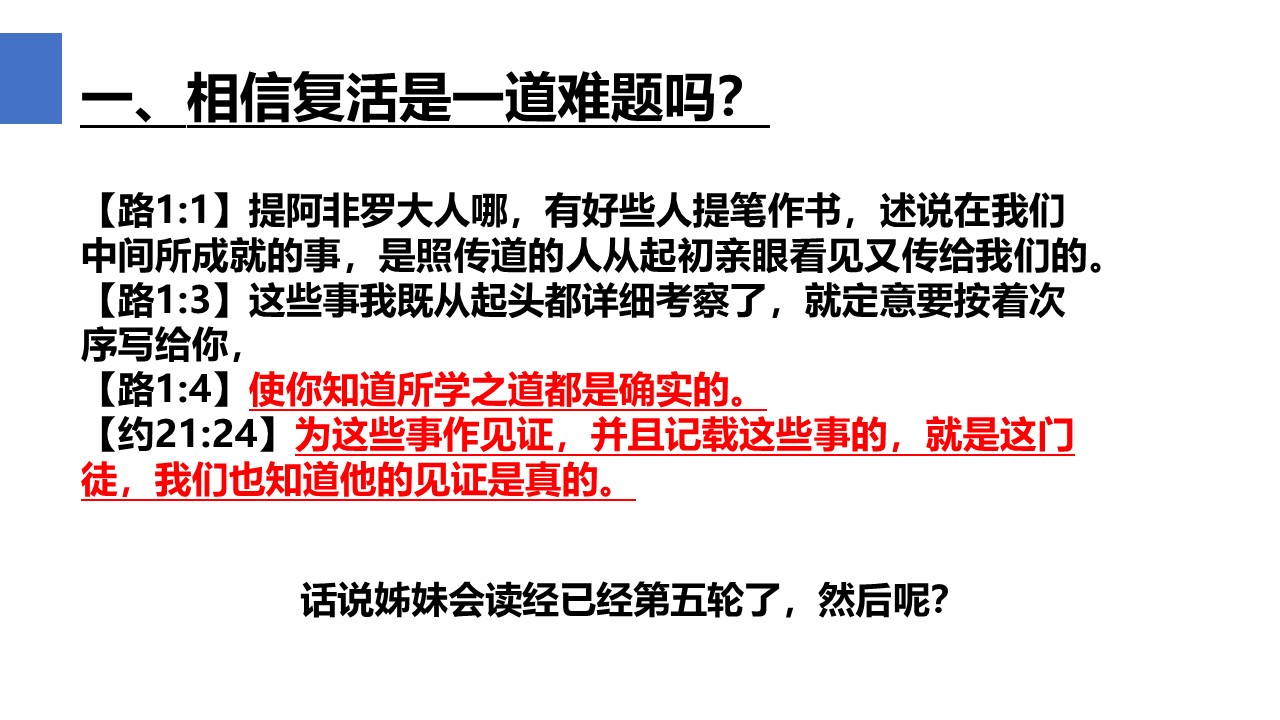 一、相信复活是一道难题吗？
【路1:1】提阿非罗大人哪，有好些人提笔作书，述说在我们
中间所成就的事，是照传道的人从起初亲眼看见又传给我们的。
【路1:3】这些事我既从起头都详细考察了，就定意要按着次
序写给你，
【路1:4】使你知道所学之道都是确实的。
【约21:24】为这些事作见证，并且记载这些事的，就是这门
徒，我们也知道他的见证是真的。
话说姊妹会读经已经第五轮了，然后呢？